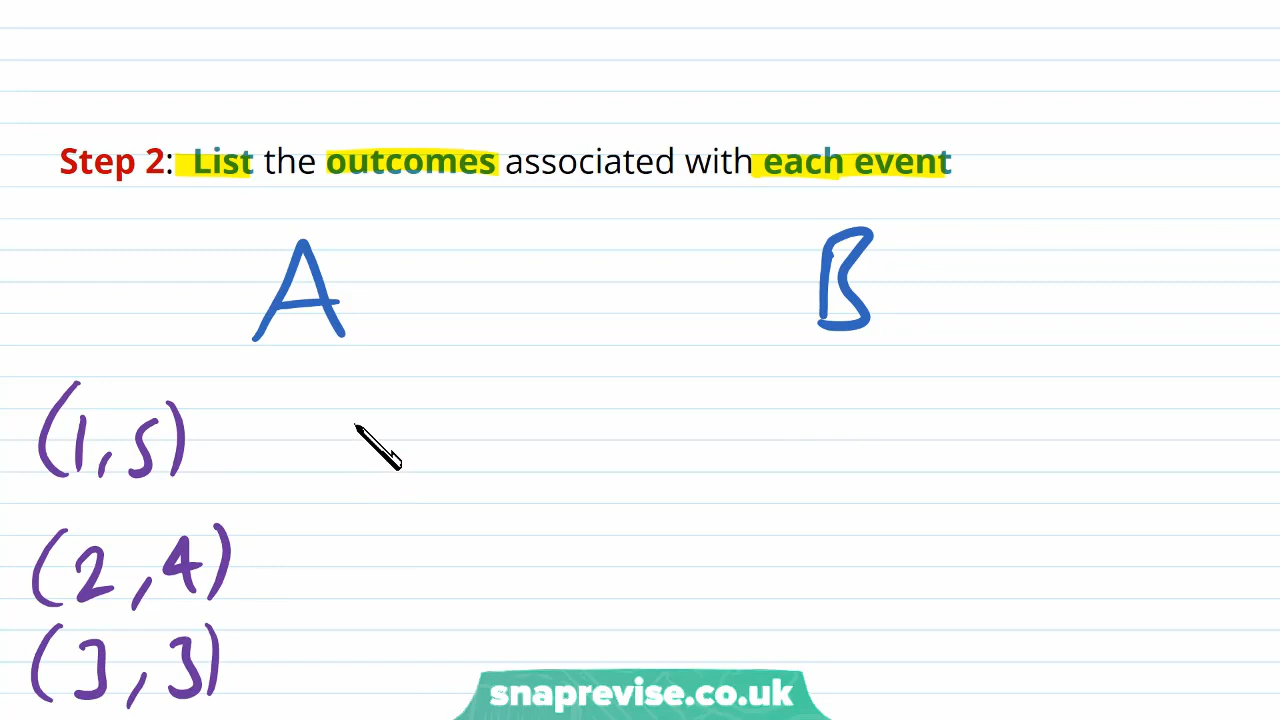 Step 2: List the outcomes associated with each event
A B
(1,5)
(2,4)
(3,3)
snaprevise.co.uk